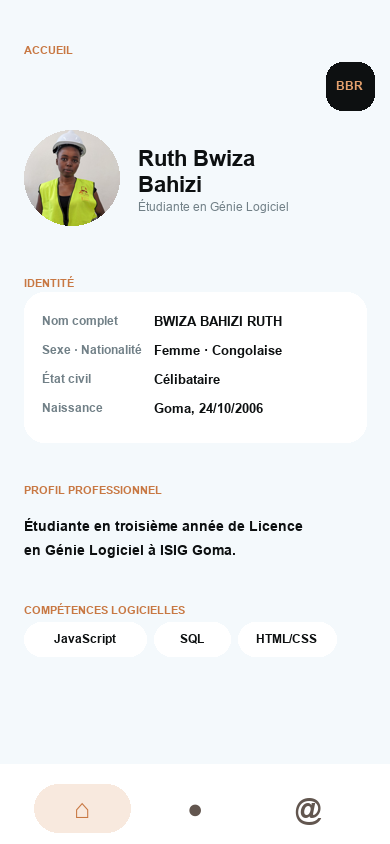 ACCUEIL
BBR
Ruth Bwiza
Bahizi
Étudiante en Génie Logiciel
IDENTITÉ
Nom complet BWIZA BAHIZI RUTH
Sexe · Nationalité Femme · Congolaise
État civil Célibataire
Naissance Goma, 24/10/2006
PROFIL PROFESSIONNEL
Étudiante en troisième année de Licence
en Génie Logiciel à ISIG Goma.
COMPÉTENCES LOGICIELLES
JavaScript SQL HTML/CSS
⌂ ● @